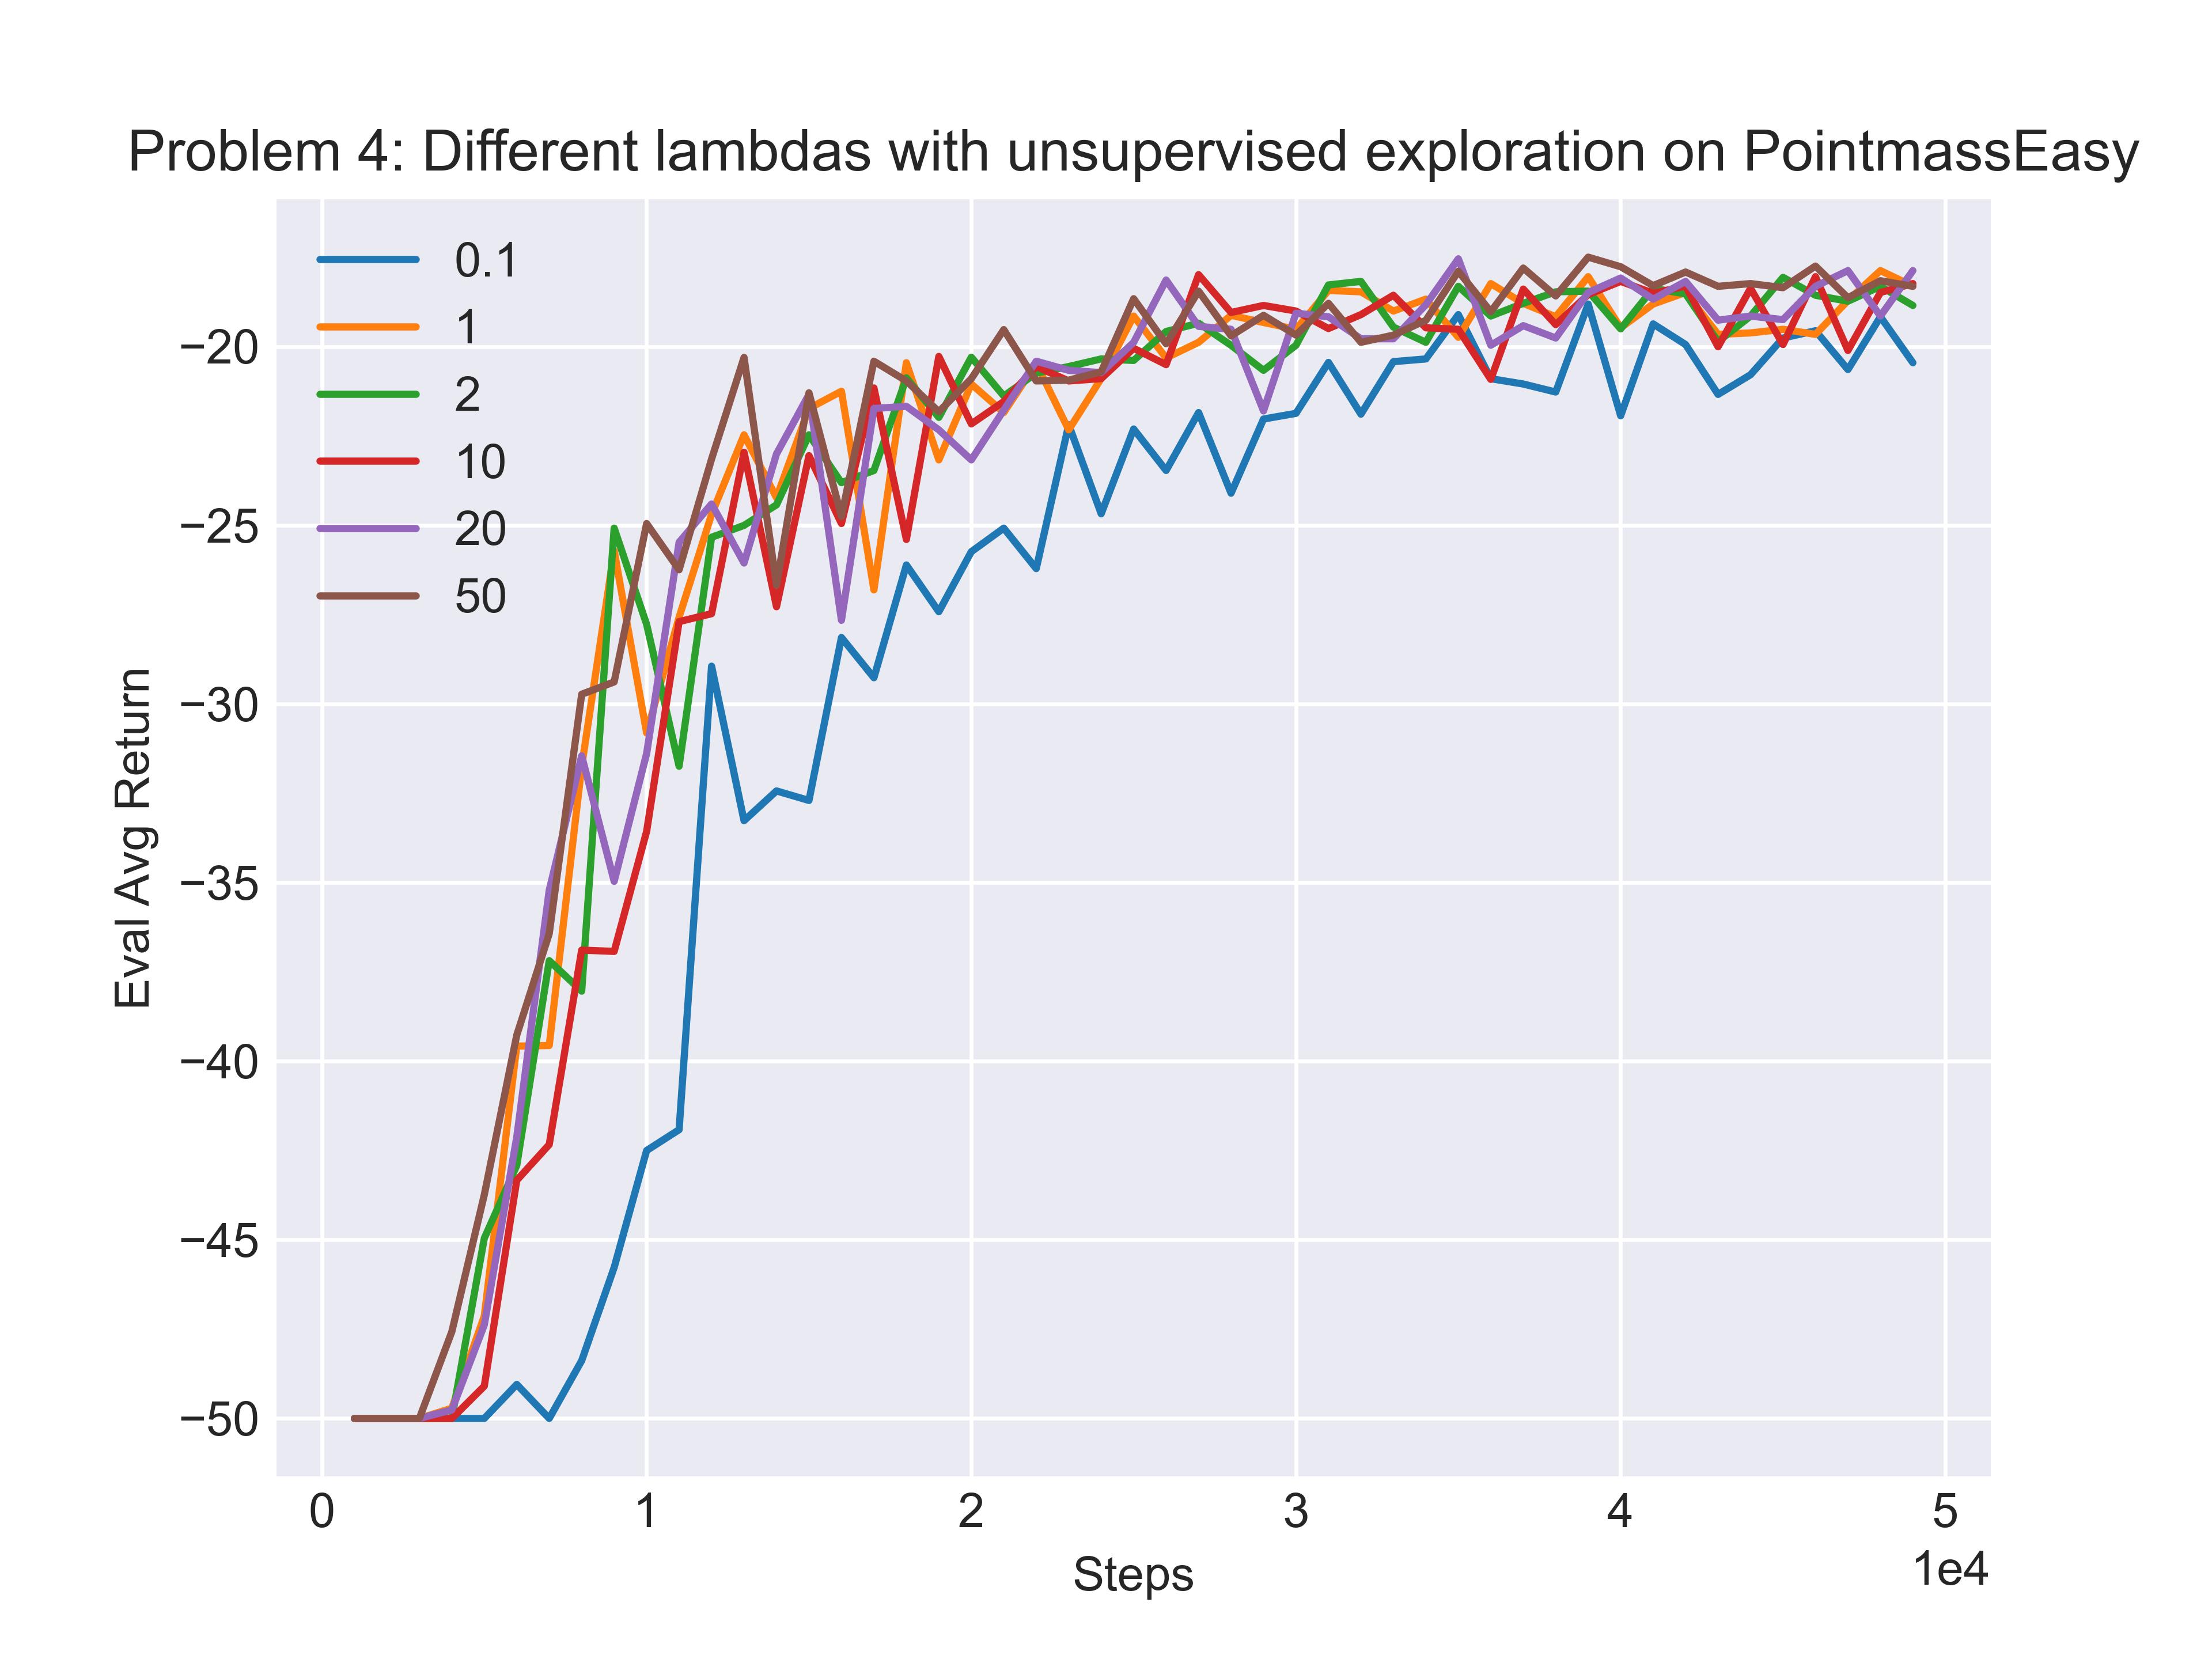 Problem 4: Different lambdas with unsupervised exploration on PointmassEasy
0.1
1
2
10
20
50
−20
−25
−30
−35
−40
−45
−50
Eval Avg Return
0 1 2 3 4 5
1e4
Steps